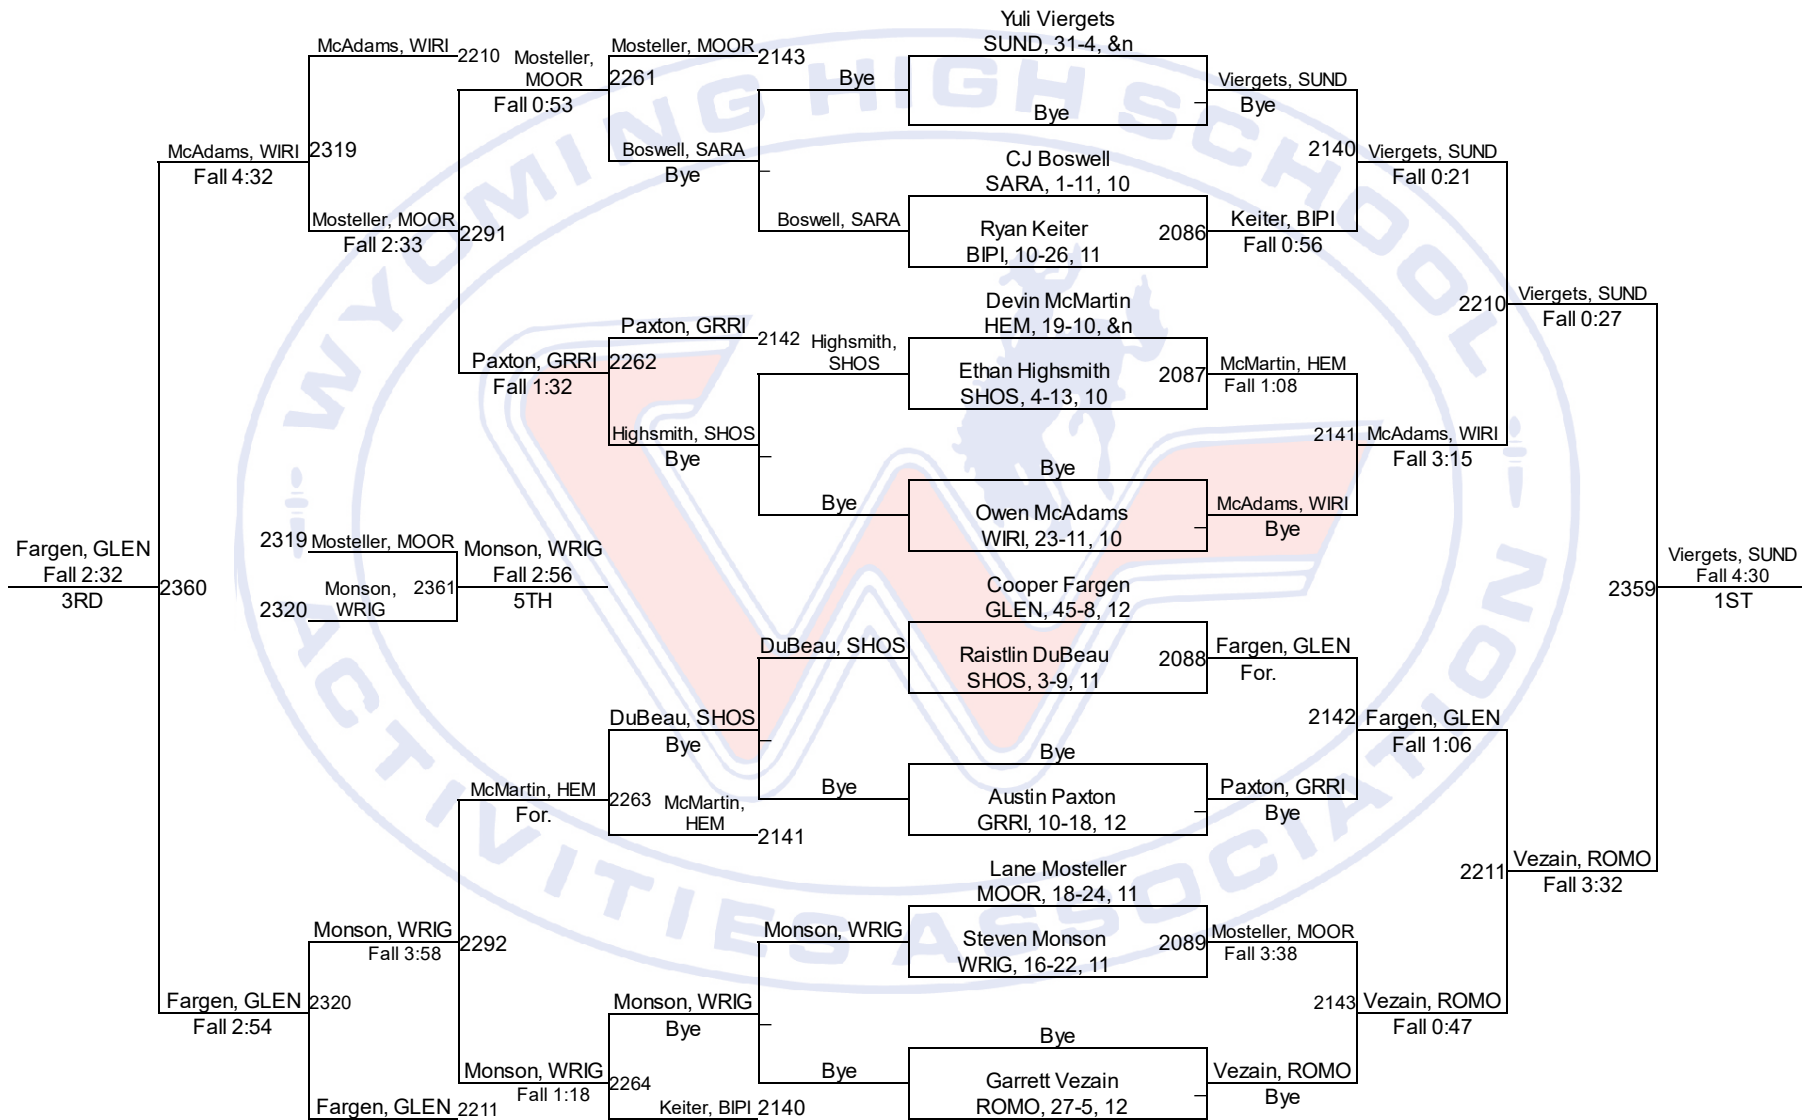 WYOMING HIGH SCHOOL
ACTIVITIES ASSOCIATION
Yuli Viergets
SUND, 31-4, &n
Bye
Bye
Viergets, SUND
Bye
CJ Boswell
SARA, 1-11, 10
Ryan Keiter
BIPI, 10-26, 11
2086
Keiter, BIPI
Fall 0:56
Devin McMartin
HEM, 19-10, &n
Ethan Highsmith
SHOS, 4-13, 10
2087
McMartin, HEM
Fall 1:08
Bye
Owen McAdams
WIRI, 23-11, 10
McAdams, WIRI
Bye
Cooper Fargen
GLEN, 45-8, 12
Raistlin DuBeau
SHOS, 3-9, 11
2088
Fargen, GLEN
For.
Bye
Austin Paxton
GRRI, 10-18, 12
Paxton, GRRI
Bye
Lane Mosteller
MOOR, 18-24, 11
Steven Monson
WRIG, 16-22, 11
2089
Mosteller, MOOR
Fall 3:38
Bye
Garrett Vezain
ROMO, 27-5, 12
Vezain, ROMO
Bye
2140
Viergets, SUND
Fall 0:21
2141
McAdams, WIRI
Fall 3:15
2142
Fargen, GLEN
Fall 1:06
2143
Vezain, ROMO
Fall 0:47
2210
Viergets, SUND
Fall 0:27
2211
Vezain, ROMO
Fall 3:32
2359
Viergets, SUND
Fall 4:30
1ST
Boswell, SARA
Highsmith,
SHOS
Bye
DuBeau, SHOS
Bye
Monson, WRIG
Bye
Mosteller, MOOR
2143
Boswell, SARA
Bye
Paxton, GRRI
2142
Highsmith, SHOS
Bye
DuBeau, SHOS
Bye
McMartin,
HEM
2141
Monson, WRIG
Bye
Keiter, BIPI
2140
Mosteller,
MOOR
2261
Fall 0:53
Paxton, GRRI
2262
Fall 1:32
McMartin, HEM
2263
For.
Monson, WRIG
2264
Fall 1:18
McAdams, WIRI
2210
Mosteller, MOOR
2291
Fall 2:33
Monson, WRIG
2292
Fall 3:58
Fargen, GLEN
2211
McAdams, WIRI
2319
Fall 4:32
Fargen, GLEN
2320
Fall 2:54
2319
Mosteller, MOOR
2320
Monson,
WRIG
2361
Monson, WRIG
Fall 2:56
5TH
Fargen, GLEN
Fall 2:32
3RD
2360